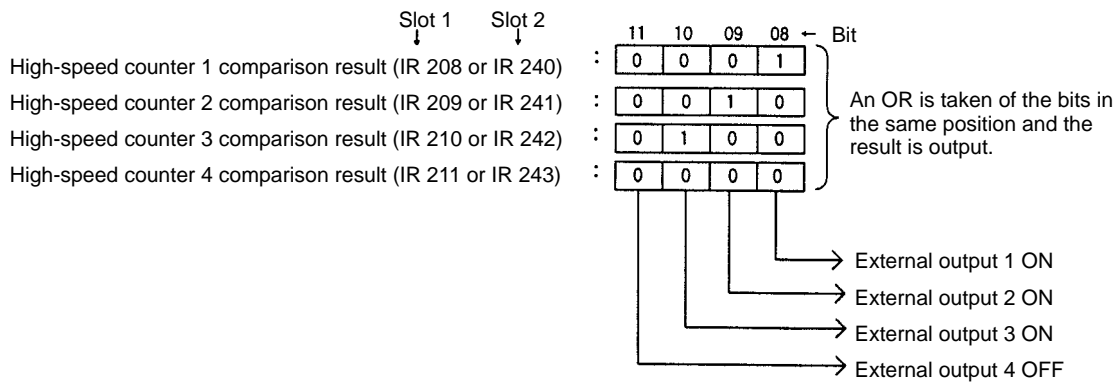 Slot 1 Slot 2
11 10 09 08 ← Bit
High-speed counter 1 comparison result (IR 208 or IR 240) : 0 0 0 1
High-speed counter 2 comparison result (IR 209 or IR 241) : 0 0 1 0
High-speed counter 3 comparison result (IR 210 or IR 242) : 0 1 0 0
High-speed counter 4 comparison result (IR 211 or IR 243) : 0 0 0 0
An OR is taken of the bits in
the same position and the
result is output.
External output 1 ON
External output 2 ON
External output 3 ON
External output 4 OFF